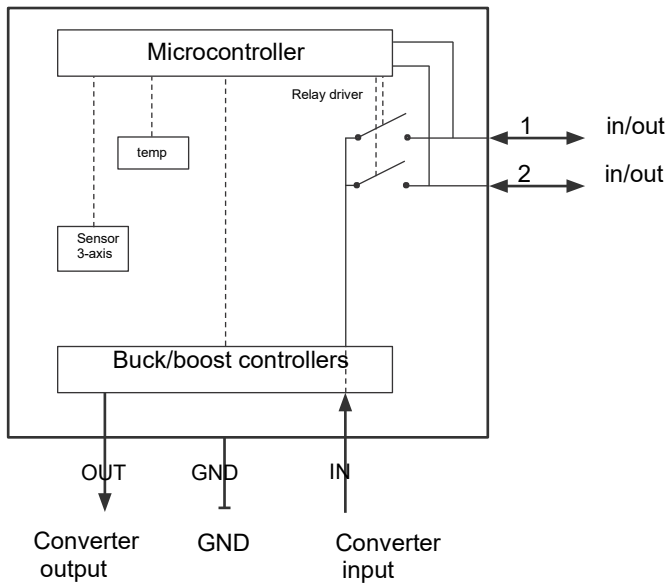 Microcontroller
Relay driver
1
in/out
temp
2
in/out
Sensor
3-axis
Buck/boost controllers
OUT
GND
IN
Converter
output
GND
Converter
input